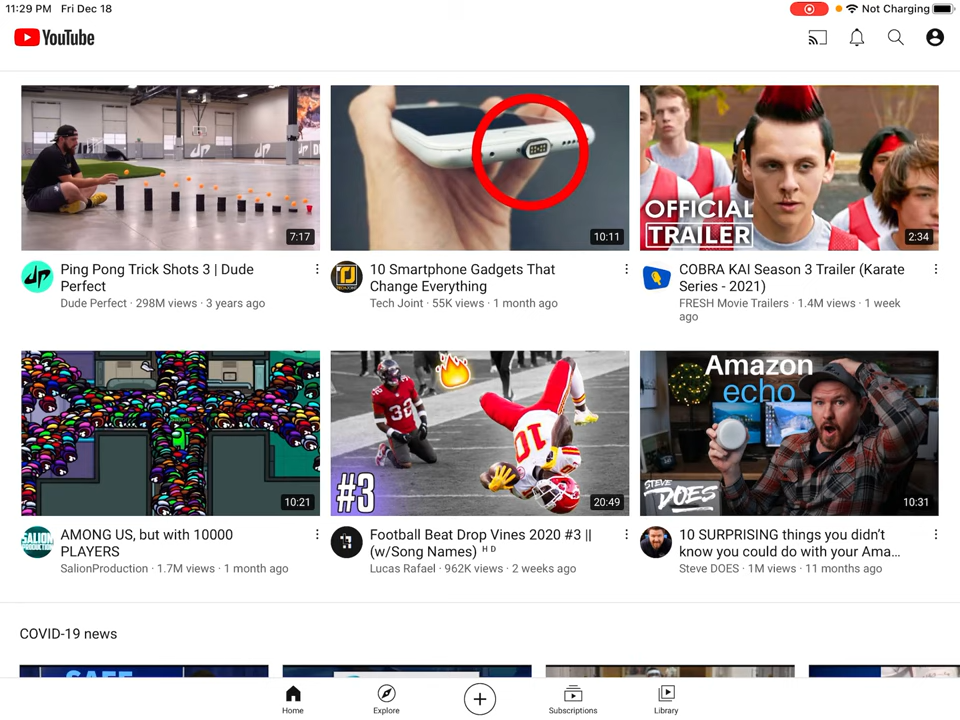 11:29 PM Fri Dec 18
Not Charging
YouTube
7:17
10:11
OFFICIAL
TRAILER
2:34
Ping Pong Trick Shots 3 | Dude
Perfect
Dude Perfect · 298M views · 3 years ago
10 Smartphone Gadgets That
Change Everything
Tech Joint · 55K views · 1 month ago
COBRA KAI Season 3 Trailer (Karate
Series - 2021)
FRESH Movie Trailers · 1.4M views · 1 week
ago
10:21
32
10
#3
20:49
Amazon
echo
STEVE
DOES
10:31
AMONG US, but with 10000
PLAYERS
SalionProduction · 1.7M views · 1 month ago
Football Beat Drop Vines 2020 #3 ||
(w/Song Names) ᴴ ᴰ
Lucas Rafael · 962K views · 2 weeks ago
10 SURPRISING things you didn't
know you could do with your Ama...
Steve DOES · 1M views · 11 months ago
COVID-19 news
SAFE
Home
Explore
Subscriptions
Library